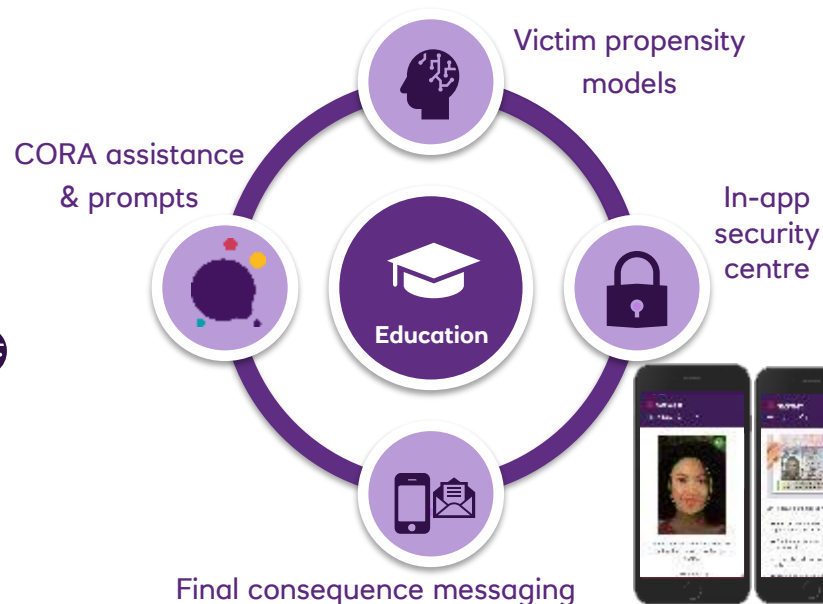 Victim propensity
models
CORA assistance
& prompts
In-app
security
centre
Education
Final consequence messaging